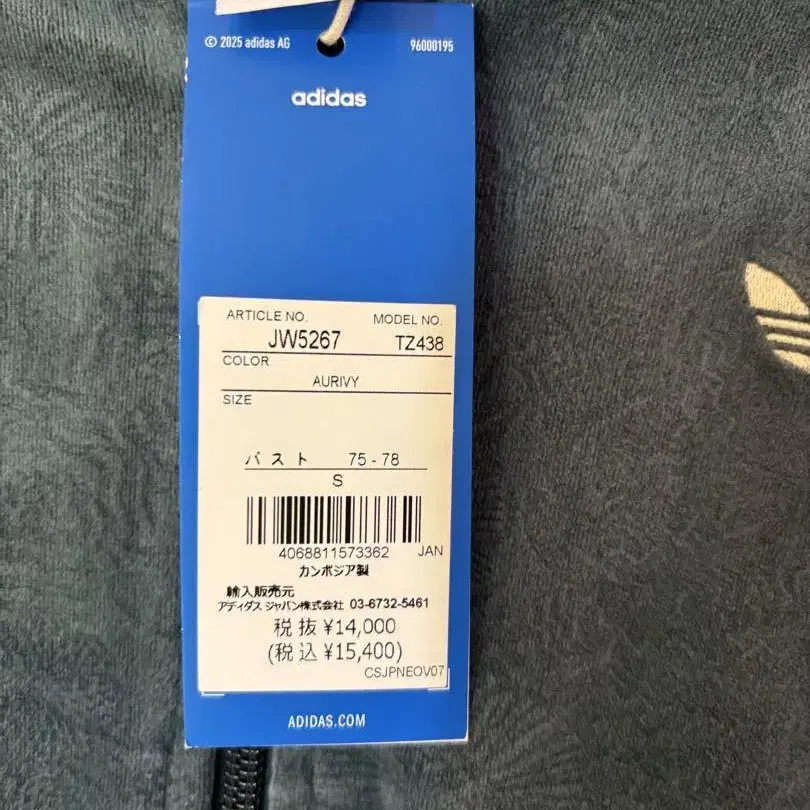 © 2025 adidas AG 96000195
adidas
ARTICLE NO. MODEL NO.
JW5267 TZ438
COLOR
AURIVY
SIZE
バスト 75-78
S
4068811573362 JAN
カンボジア製
輸入販売元
アディダス ジャパン株式会社 03-6732-5461
税抜 ¥14,000
(税込 ¥15,400)
CSJPNEOV07
ADIDAS.COM